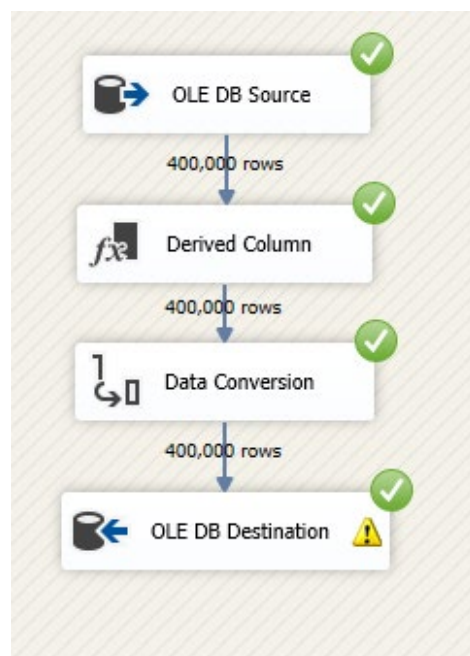 OLE DB Source
400,000 rows
fx
Derived Column
400,000 rows
Data Conversion
400,000 rows
OLE DB Destination